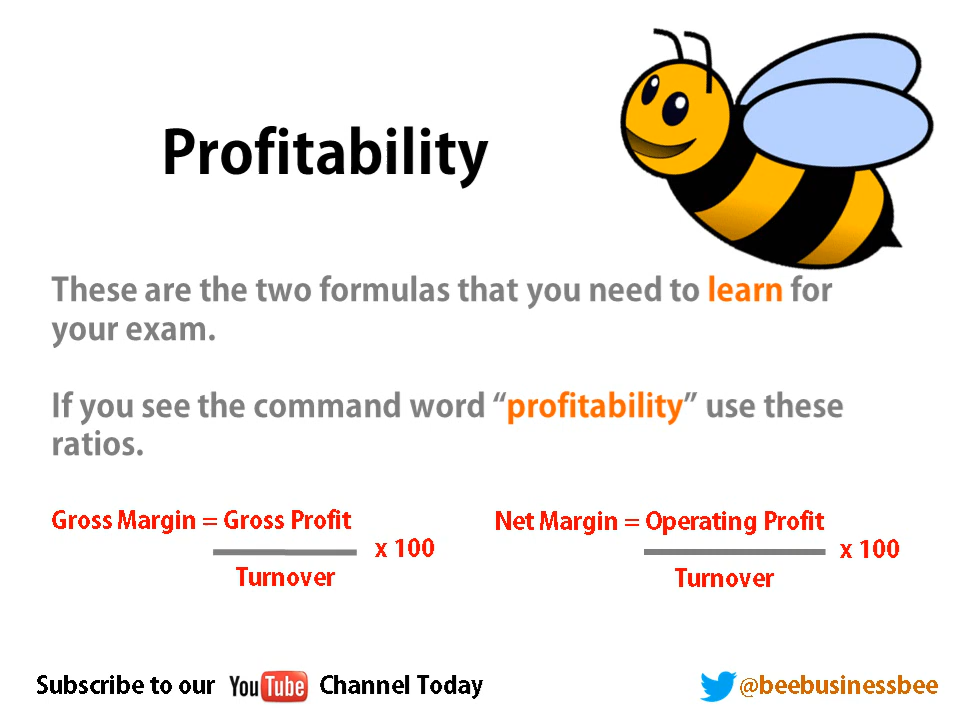 Profitability
These are the two formulas that you need to learn for
your exam.
If you see the command word “profitability” use these
ratios.
Gross Margin = Gross Profit
x 100
Turnover
Net Margin = Operating Profit
x 100
Turnover
Subscribe to our YouTube Channel Today
@beebusinessbee